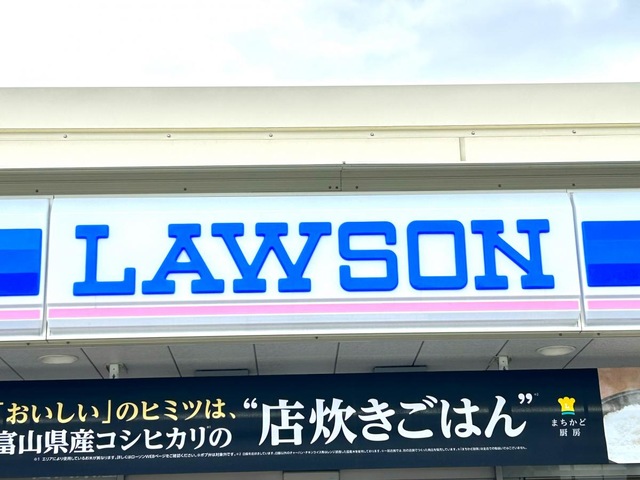 LAWSON
「おいしい」のヒミツは、
富山県産コシヒカリの
“店炊きごはん”
まちかど
厨房